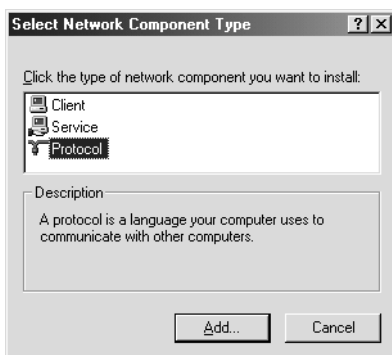 Select Network Component Type
Click the type of network component you want to install:
Client
Service
Protocol
Description
A protocol is a language your computer uses to
communicate with other computers.
Add...
Cancel